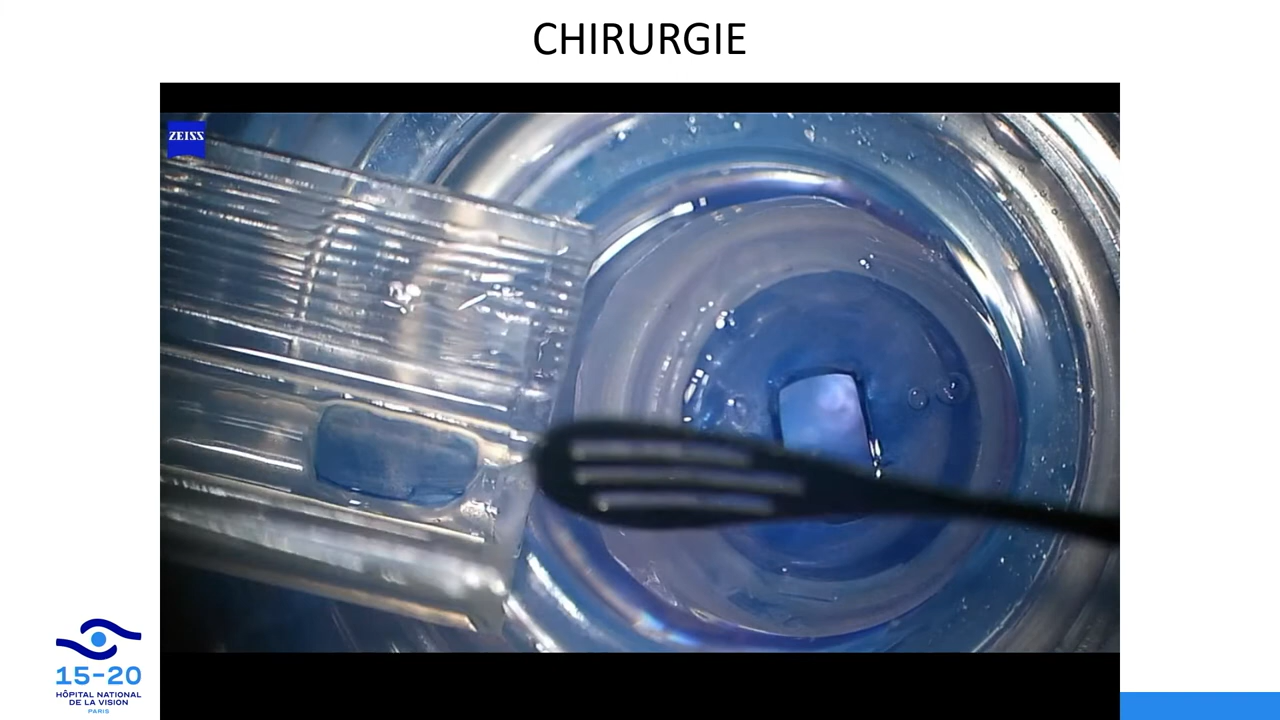 CHIRURGIE
ZEISS
15-20
HÔPITAL NATIONAL
DE LA VISION
PARIS